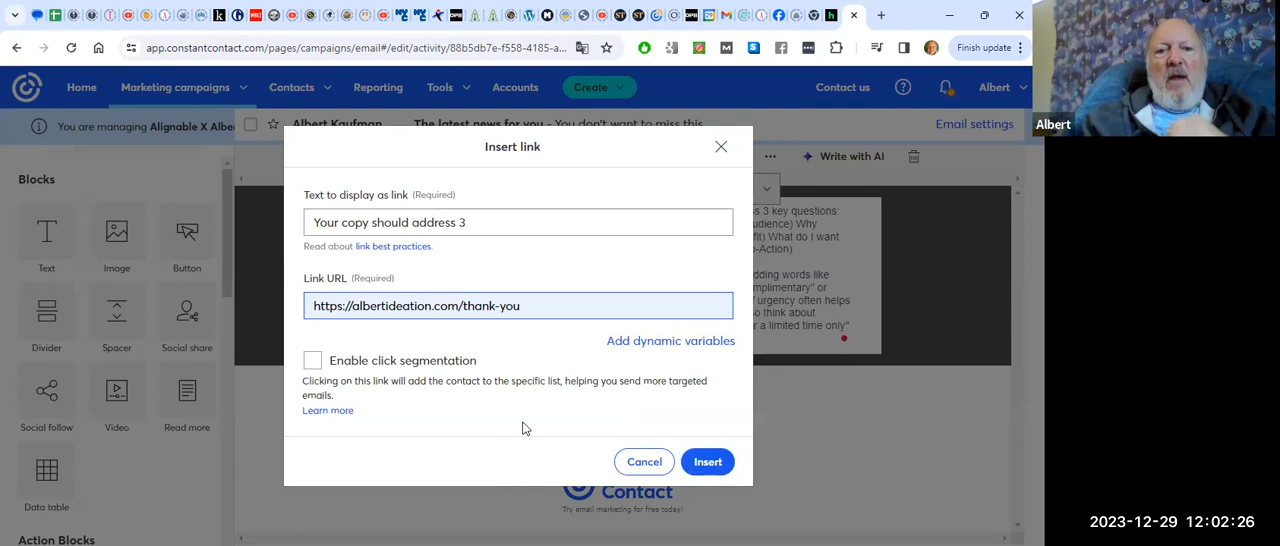 Finish update
app.constantcontact.com/pages/campaigns/email#/edit/activity/88b5db7e-f558-4185-a...
Home
Marketing campaigns
Contacts
Reporting
Tools
Accounts
Create
Contact us
Albert
You are managing Alignable X Alber
Albert Kaufman
The latest news for you - You don't want to miss this
Email settings
Albert
Write with AI
Blocks
Text
Image
Button
Divider
Spacer
Social share
Social follow
Video
Read more
Data table
Action Blocks
Insert link
Text to display as link (Required)
Your copy should address 3
Read about link best practices.
Link URL (Required)
https://albertideation.com/thank-you
Add dynamic variables
Enable click segmentation
Clicking on this link will add the contact to the specific list, helping you send more targeted
emails.
Learn more
Cancel
Insert
s 3 key questions:
udience) Why
fit) What do I want
o-Action)
dding words like
mplimentary" or
urgency often helps
o think about
r a limited time only"
Contact
Try email marketing for free today!
2023-12-29 12:02:26